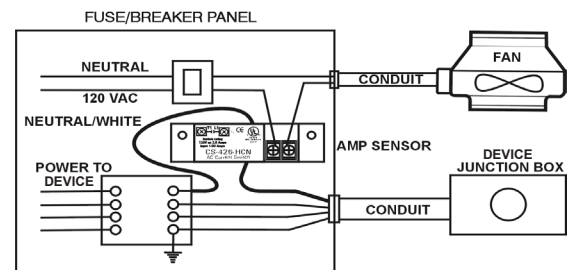 FUSE/BREAKER PANEL
NEUTRAL
120 VAC
NEUTRAL/WHITE
CONDUIT
FAN
CS-426-HCN
AC Current Switch
AMP SENSOR
POWER TO
DEVICE
DEVICE
JUNCTION BOX
CONDUIT